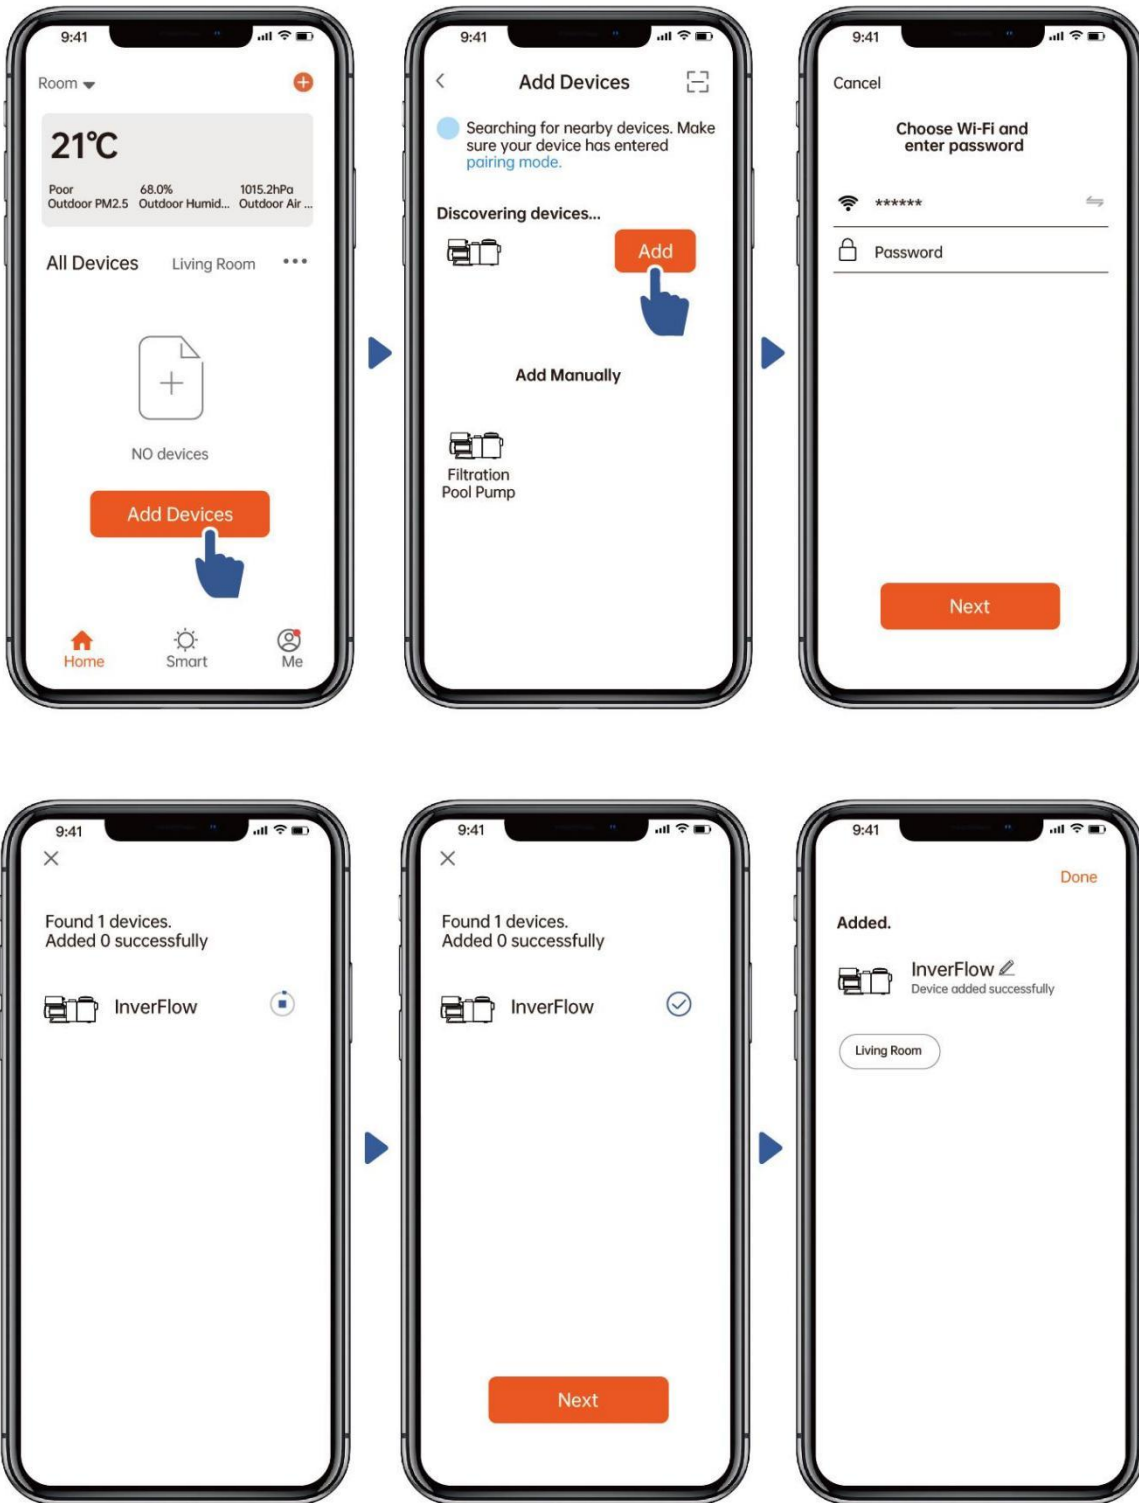 9:41
Room
21℃
Poor 68.0% 1015.2hPa
Outdoor PM2.5 Outdoor Humid... Outdoor Air ...
All Devices Living Room
NO devices
Add Devices
Home Smart Me
9:41
Add Devices
Searching for nearby devices. Make
sure your device has entered
pairing mode.
Discovering devices...
Add
Add Manually
Filtration
Pool Pump
9:41
Cancel
Choose Wi-Fi and
enter password
******
Password
Next
9:41
Found 1 devices.
Added 0 successfully
InverFlow
9:41
Found 1 devices.
Added 0 successfully
InverFlow
Next
9:41
Done
Added.
InverFlow
Device added successfully
Living Room